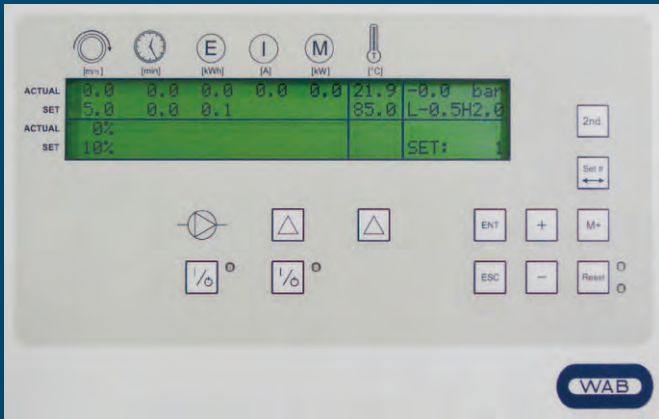 E I M T
[m/s] [min] [kWh] [A] [kW] [°C]
ACTUAL 0.0 0.0 0.0 0.0 0.0 21.9 -0.0 bar
SET 5.0 0.0 0.1 85.0 L-0.5H2.0
ACTUAL 0%
SET 10% SET: 1
2nd.
Set #
ENT + M+
I/
I/
ESC - Reset
WAB